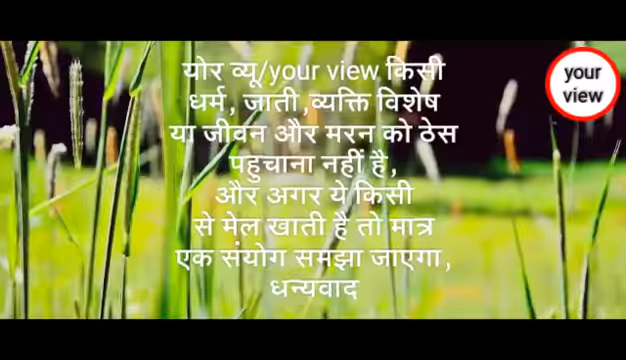 योर व्यू/your view किसी
धर्म, जाती,व्यक्ति विशेष
या जीवन और मरन को ठेस
पहुचाना नहीं है,
और अगर ये किसी
से मेल खाती है तो मात्र
एक संयोग समझा जाएगा,
धन्यवाद
your
view